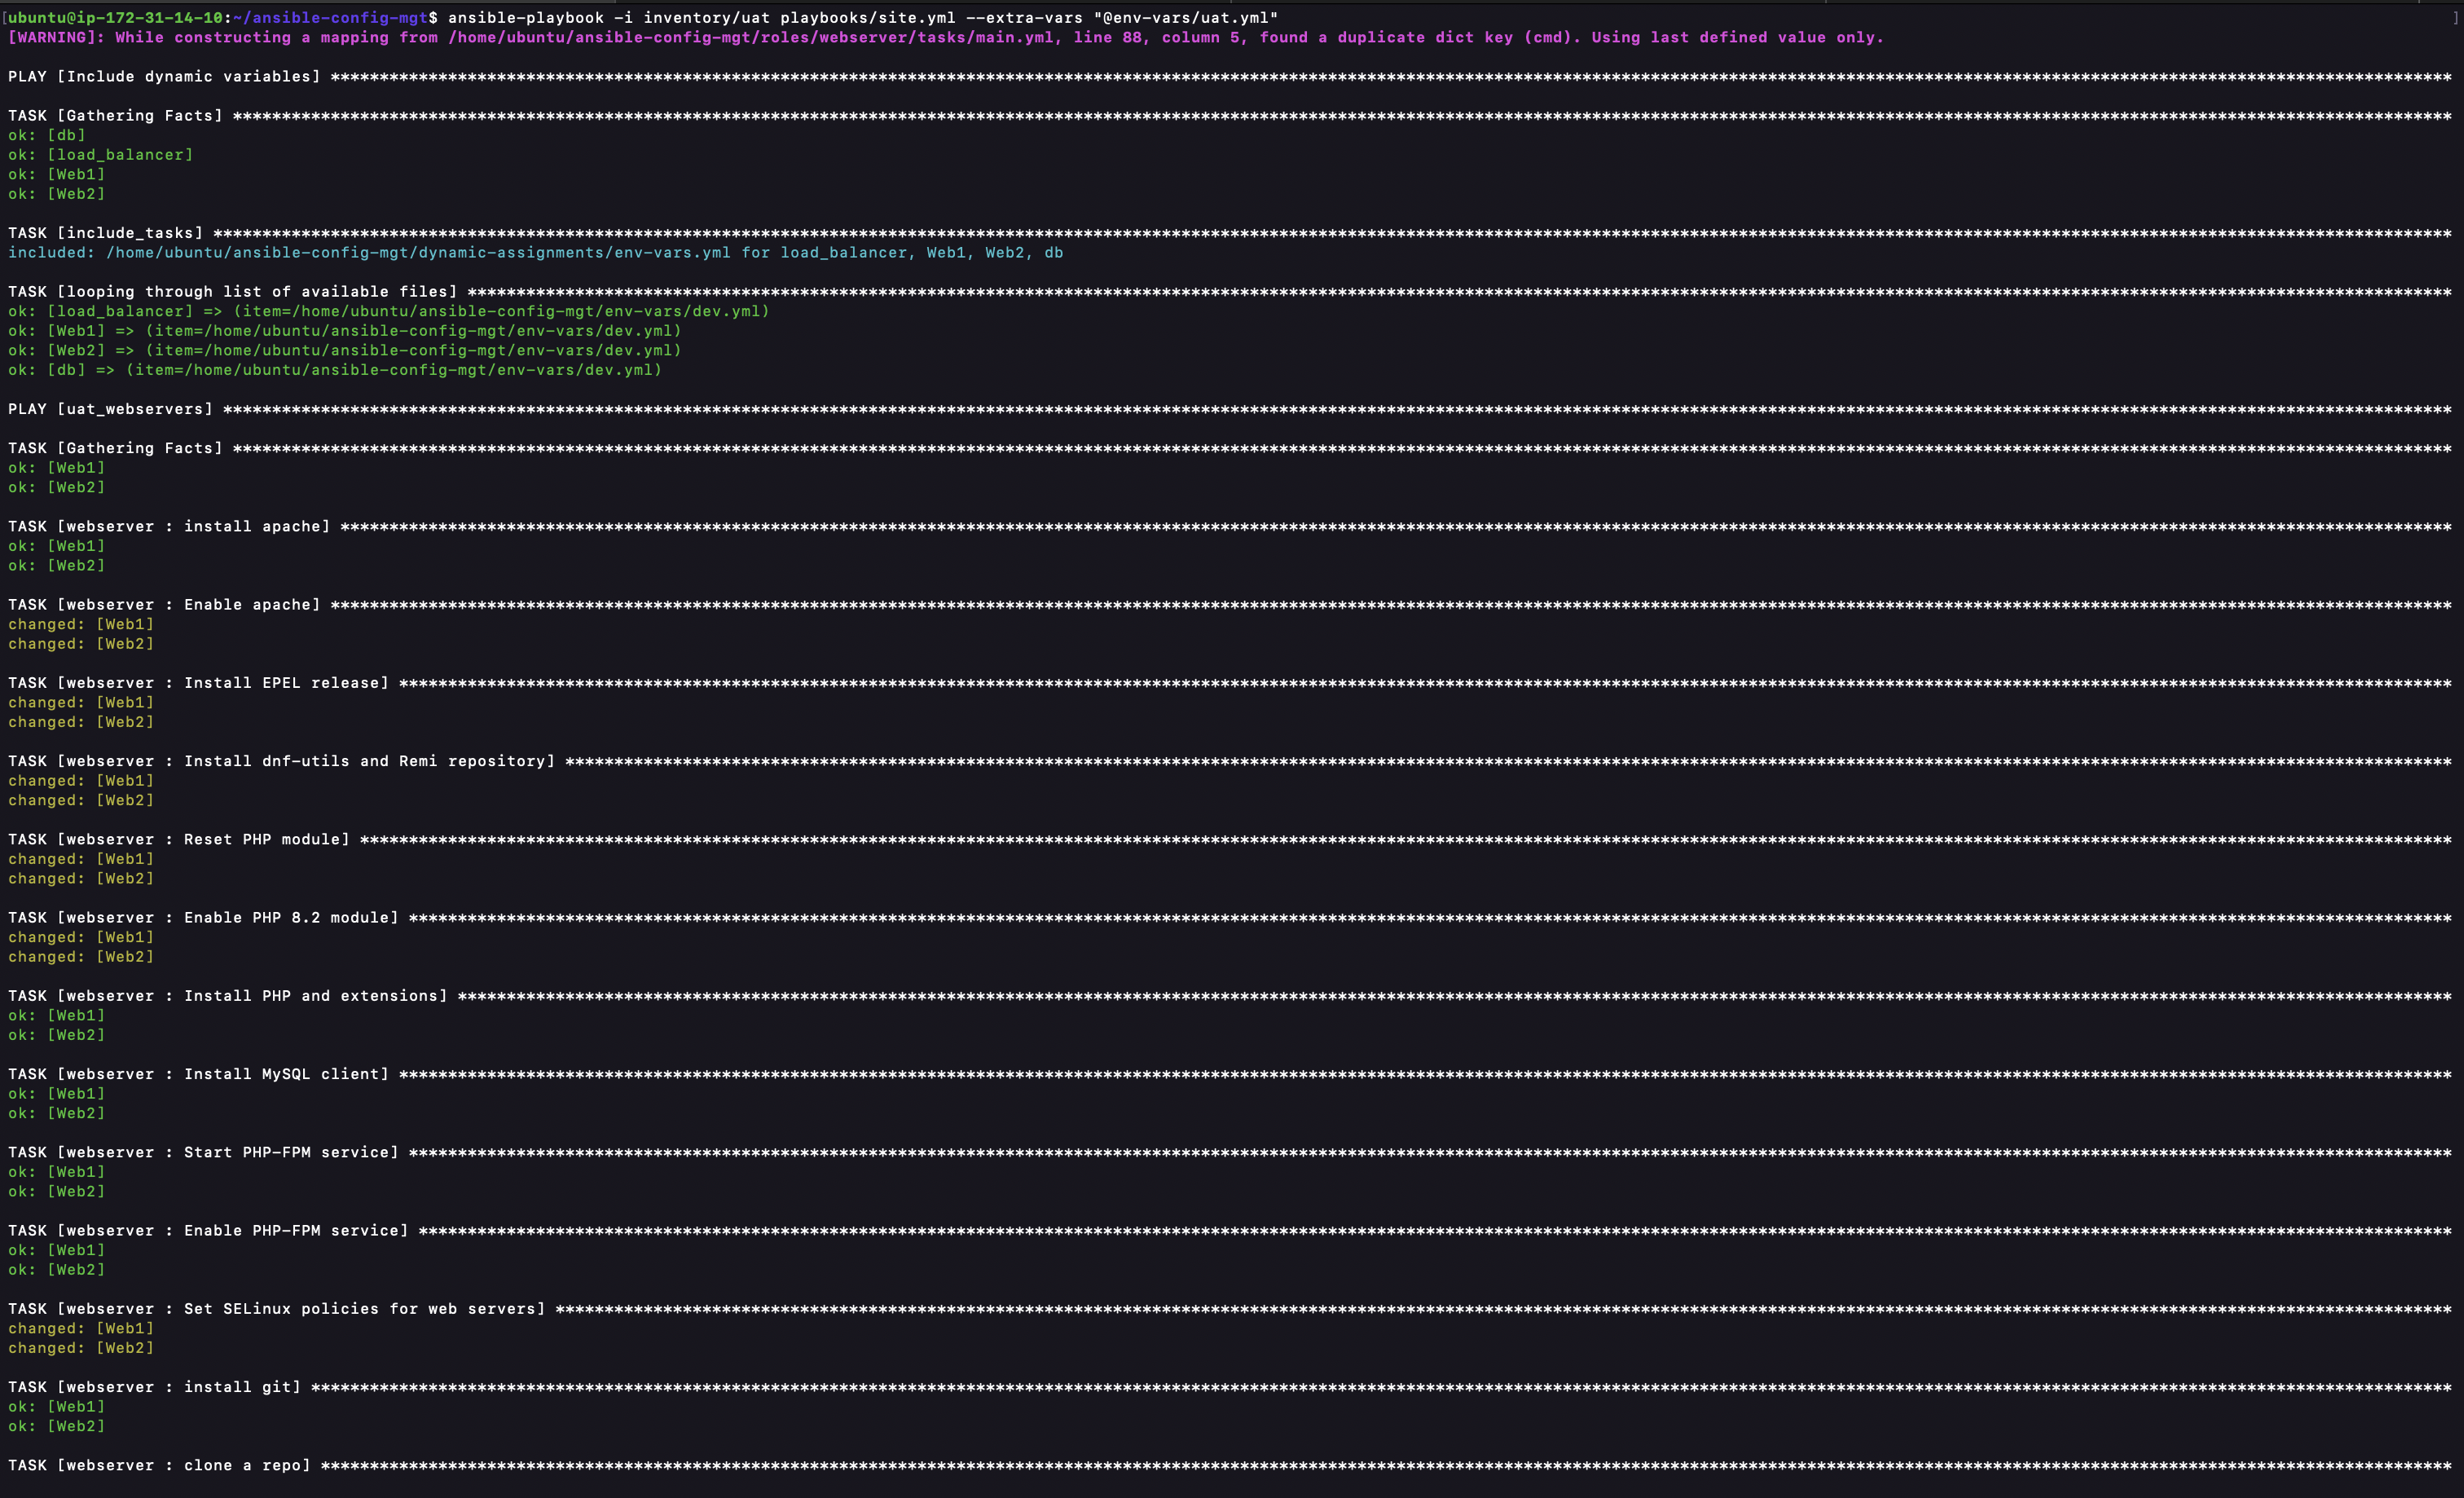 [ubuntu@ip-172-31-14-10:~/ansible-config-mgt$ ansible-playbook -i inventory/uat playbooks/site.yml --extra-vars "@env-vars/uat.yml" ]
[WARNING]: While constructing a mapping from /home/ubuntu/ansible-config-mgt/roles/webserver/tasks/main.yml, line 88, column 5, found a duplicate dict key (cmd). Using last defined value only.
PLAY [Include dynamic variables] ****
TASK [Gathering Facts] ****
ok: [db]
ok: [load_balancer]
ok: [Web1]
ok: [Web2]
TASK [include_tasks] ****
included: /home/ubuntu/ansible-config-mgt/dynamic-assignments/env-vars.yml for load_balancer, Web1, Web2, db
TASK [looping through list of available files] ****
ok: [load_balancer] => (item=/home/ubuntu/ansible-config-mgt/env-vars/dev.yml)
ok: [Web1] => (item=/home/ubuntu/ansible-config-mgt/env-vars/dev.yml)
ok: [Web2] => (item=/home/ubuntu/ansible-config-mgt/env-vars/dev.yml)
ok: [db] => (item=/home/ubuntu/ansible-config-mgt/env-vars/dev.yml)
PLAY [uat_webservers] ****
TASK [Gathering Facts] ****
ok: [Web1]
ok: [Web2]
TASK [webserver : install apache] ****
ok: [Web1]
ok: [Web2]
TASK [webserver : Enable apache] ****
changed: [Web1]
changed: [Web2]
TASK [webserver : Install EPEL release] ****
changed: [Web1]
changed: [Web2]
TASK [webserver : Install dnf-utils and Remi repository] ****
changed: [Web1]
changed: [Web2]
TASK [webserver : Reset PHP module] ****
changed: [Web1]
changed: [Web2]
TASK [webserver : Enable PHP 8.2 module] ****
changed: [Web1]
changed: [Web2]
TASK [webserver : Install PHP and extensions] ****
ok: [Web1]
ok: [Web2]
TASK [webserver : Install MySQL client] ****
ok: [Web1]
ok: [Web2]
TASK [webserver : Start PHP-FPM service] ****
ok: [Web1]
ok: [Web2]
TASK [webserver : Enable PHP-FPM service] ****
ok: [Web1]
ok: [Web2]
TASK [webserver : Set SELinux policies for web servers] ****
changed: [Web1]
changed: [Web2]
TASK [webserver : install git] ****
ok: [Web1]
ok: [Web2]
TASK [webserver : clone a repo] ****